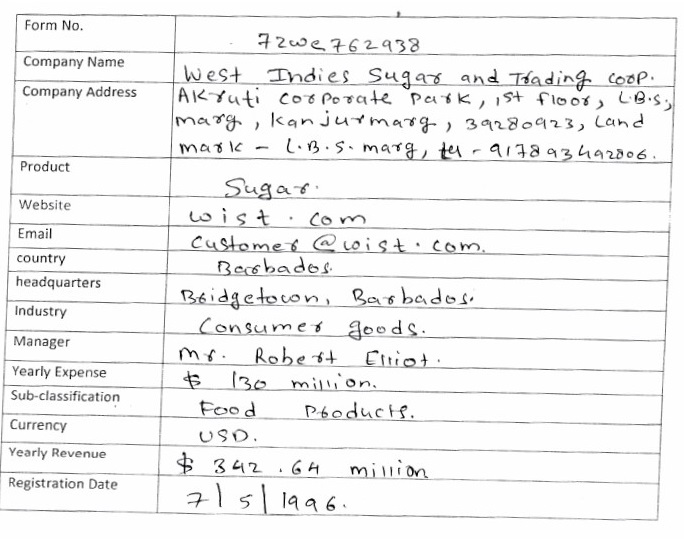 Form No. 72we762938
Company Name West Indies Sugar and Trading coop.
Company Address Akruti corporate park, 1st floor, L.B.S,
marg, kanjurmarg, 39280923, Land
mark - L.B.S. marg, tel - 917893492806.
Product Sugar.
Website wist.com
Email Customer@wist.com.
country Barbados.
headquarters Bridgetown, Barbados.
Industry Consumer goods.
Manager Mr. Robert Elliot.
Yearly Expense $ 130 million.
Sub-classification Food Products.
Currency USD.
Yearly Revenue $ 342.64 million
Registration Date 7/5/1996.